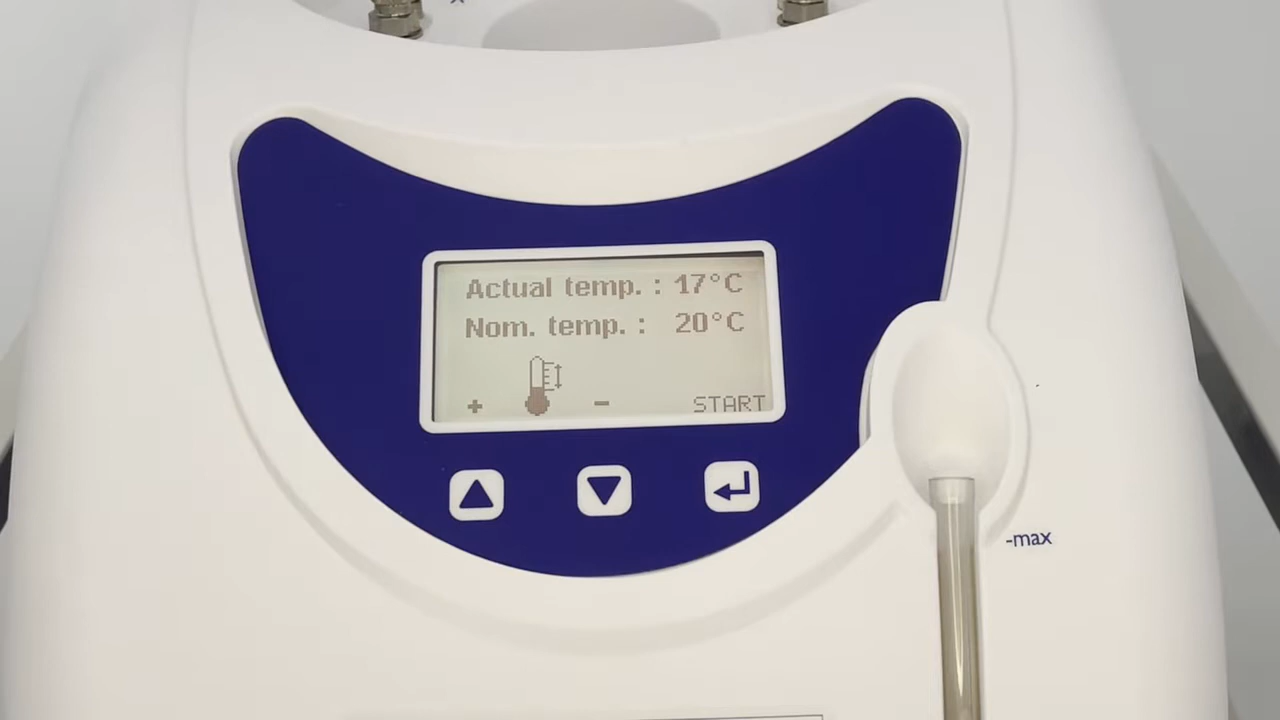 Actual temp. : 17°C
Nom. temp. : 20°C
+ - START
-max